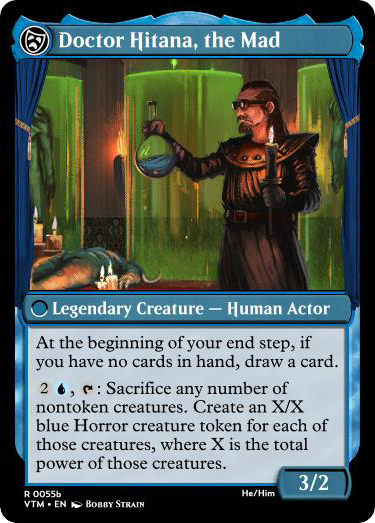 Doctor Hitana, the Mad
Legendary Creature — Human Actor
At the beginning of your end step, if
you have no cards in hand, draw a card.
2 , : Sacrifice any number of
nontoken creatures. Create an X/X
blue Horror creature token for each of
those creatures, where X is the total
power of those creatures.
3/2
R 0055b
He/Him
VTM • EN Bobby Strain